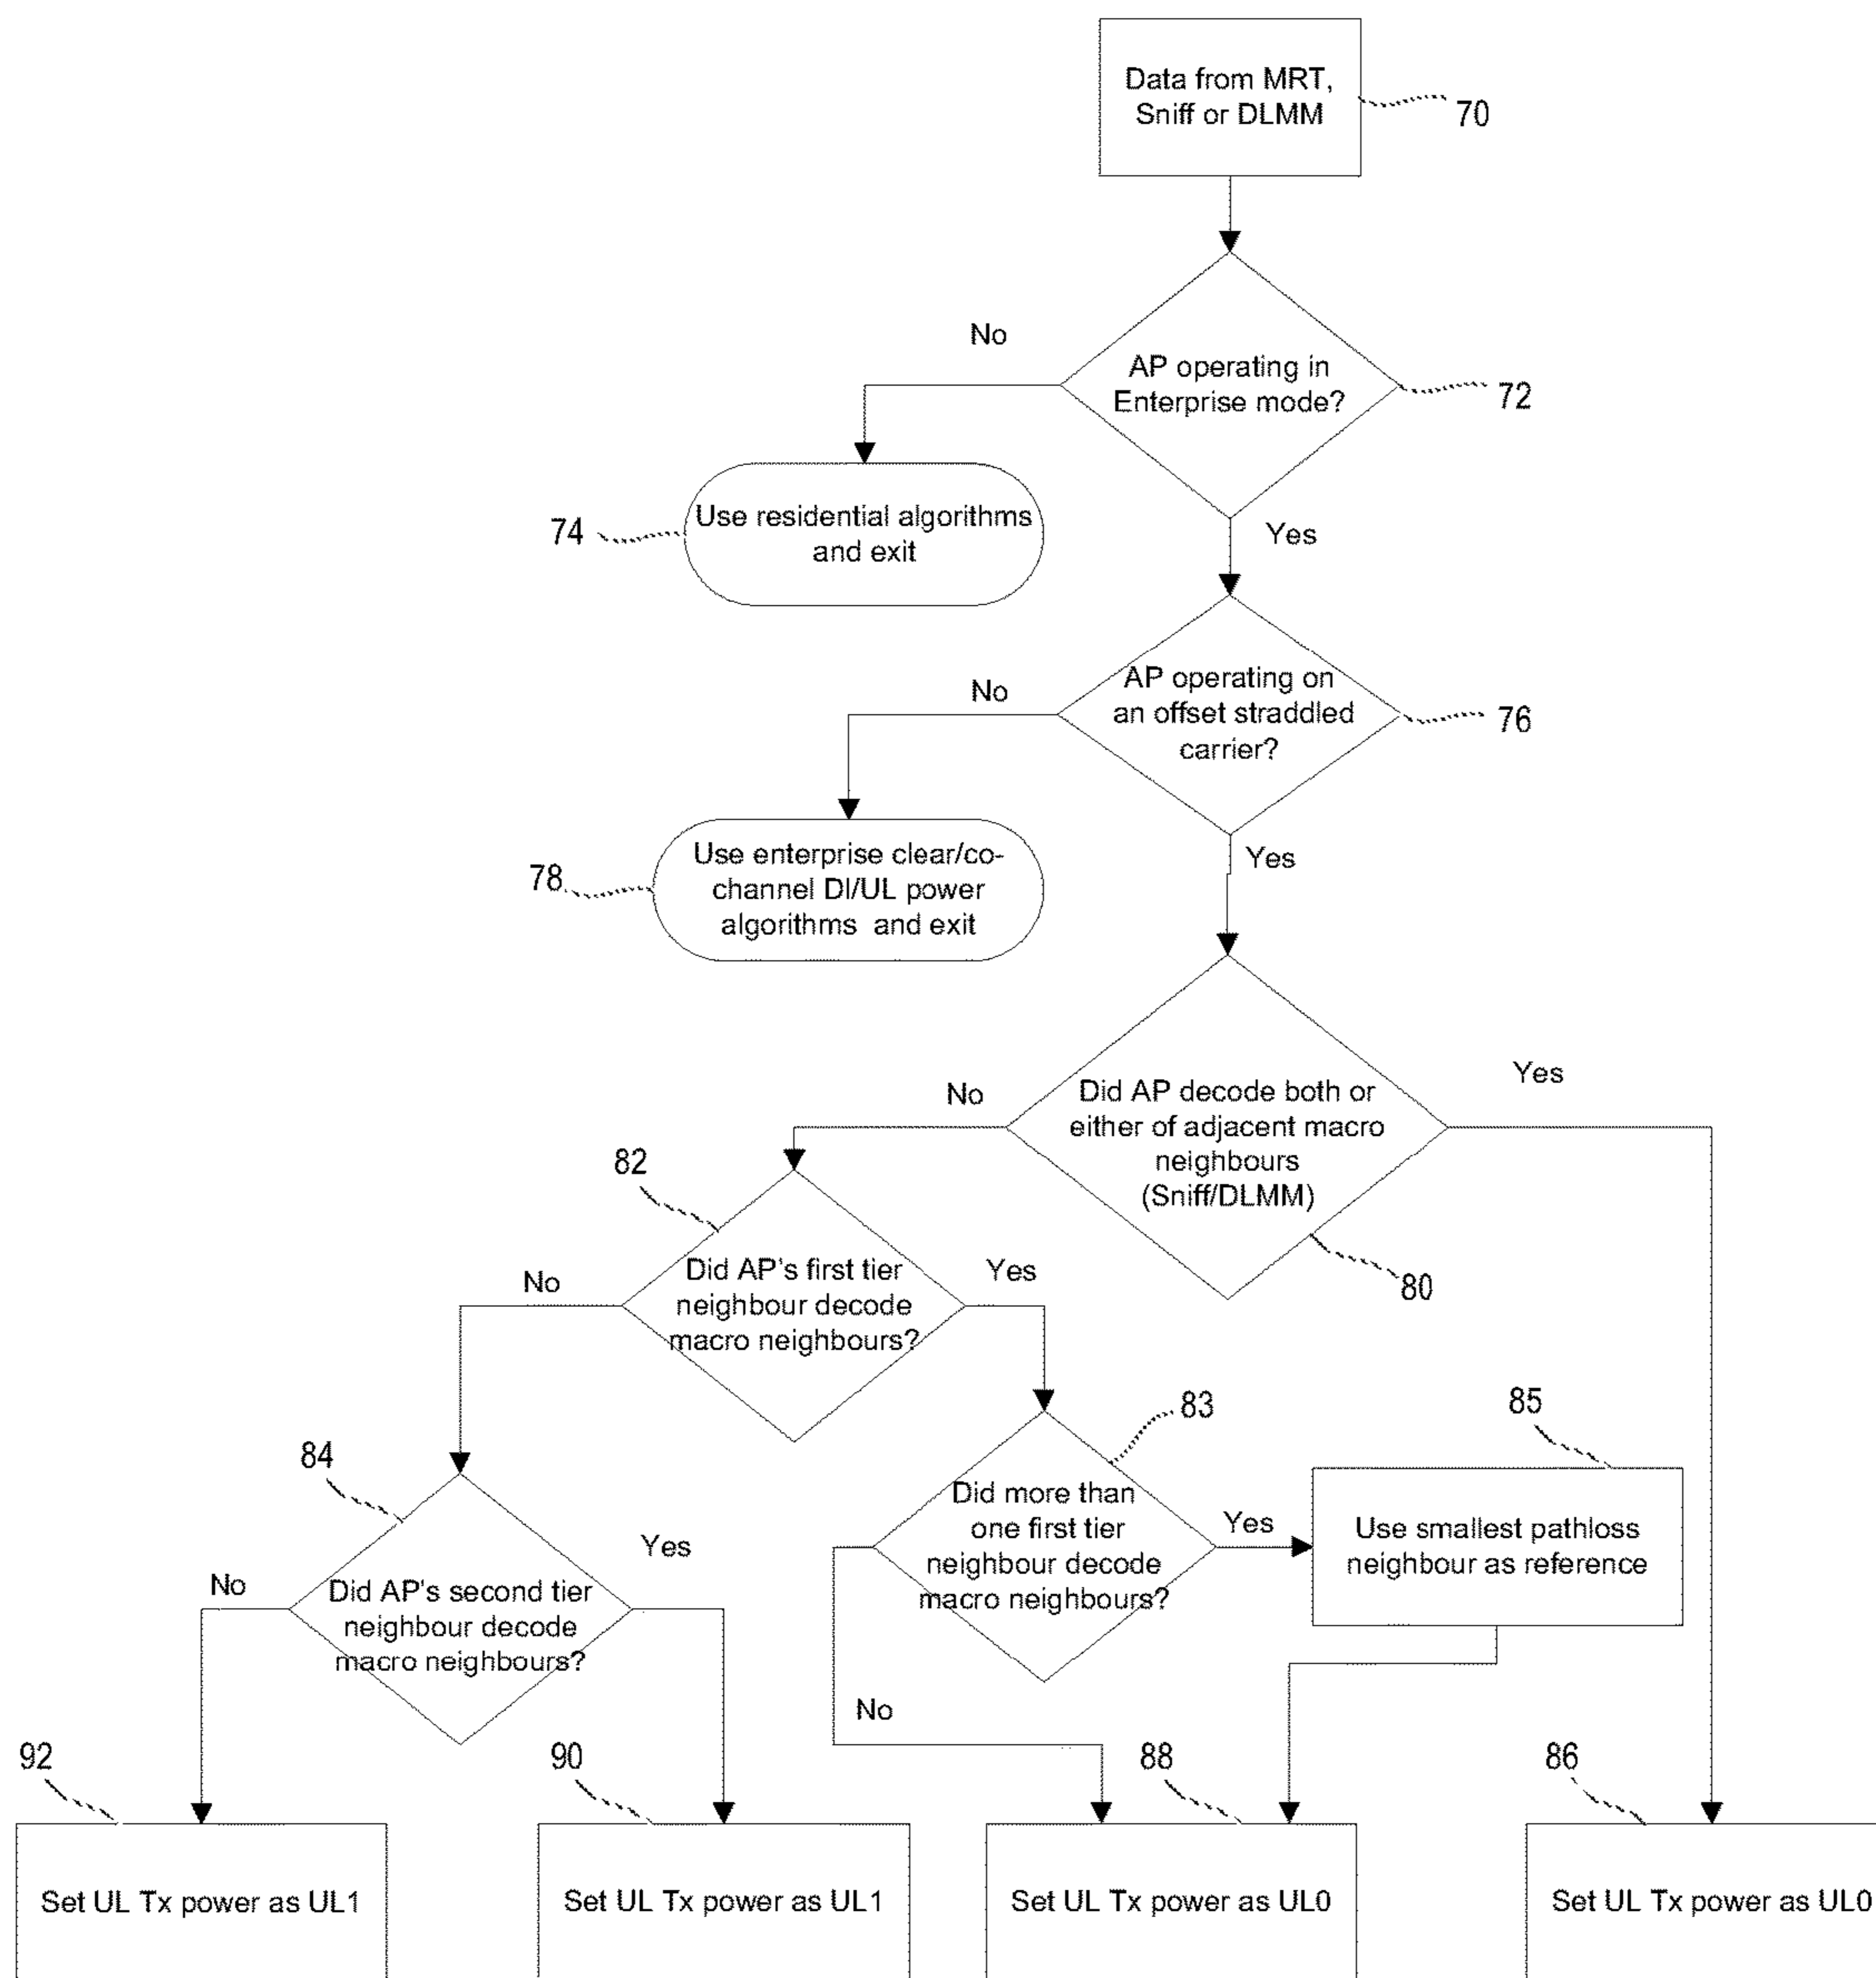 Data from MRT,
Sniff or DLMM
70
No
AP operating in
Enterprise mode?
72
74
Use residential algorithms
and exit
Yes
No
AP operating on
an offset straddled
carrier?
76
78
Use enterprise clear/co-
channel Dl/UL power
algorithms and exit
Yes
No
Did AP decode both or
either of adjacent macro
neighbours
(Sniff/DLMM)
Yes
80
82
No
Did AP's first tier
neighbour decode
macro neighbours?
Yes
83
85
84
Did more than
one first tier
neighbour decode
macro neighbours?
Yes
Use smallest pathloss
neighbour as reference
No
Did AP's second tier
neighbour decode
macro neighbours?
Yes
No
92
90
88
86
Set UL Tx power as UL1
Set UL Tx power as UL1
Set UL Tx power as UL0
Set UL Tx power as UL0